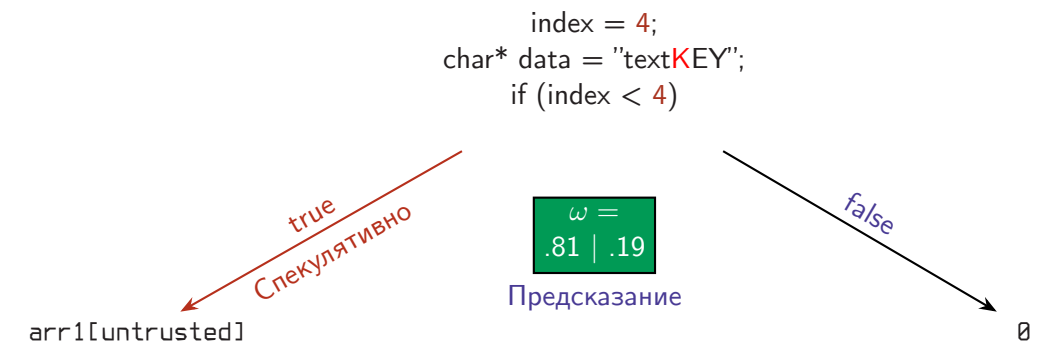 index = 4;
char* data = ”textKEY”;
if (index < 4)
true
Спекулятивно
ω =
.81 | .19
Предсказание
false
arr1[untrusted]
0